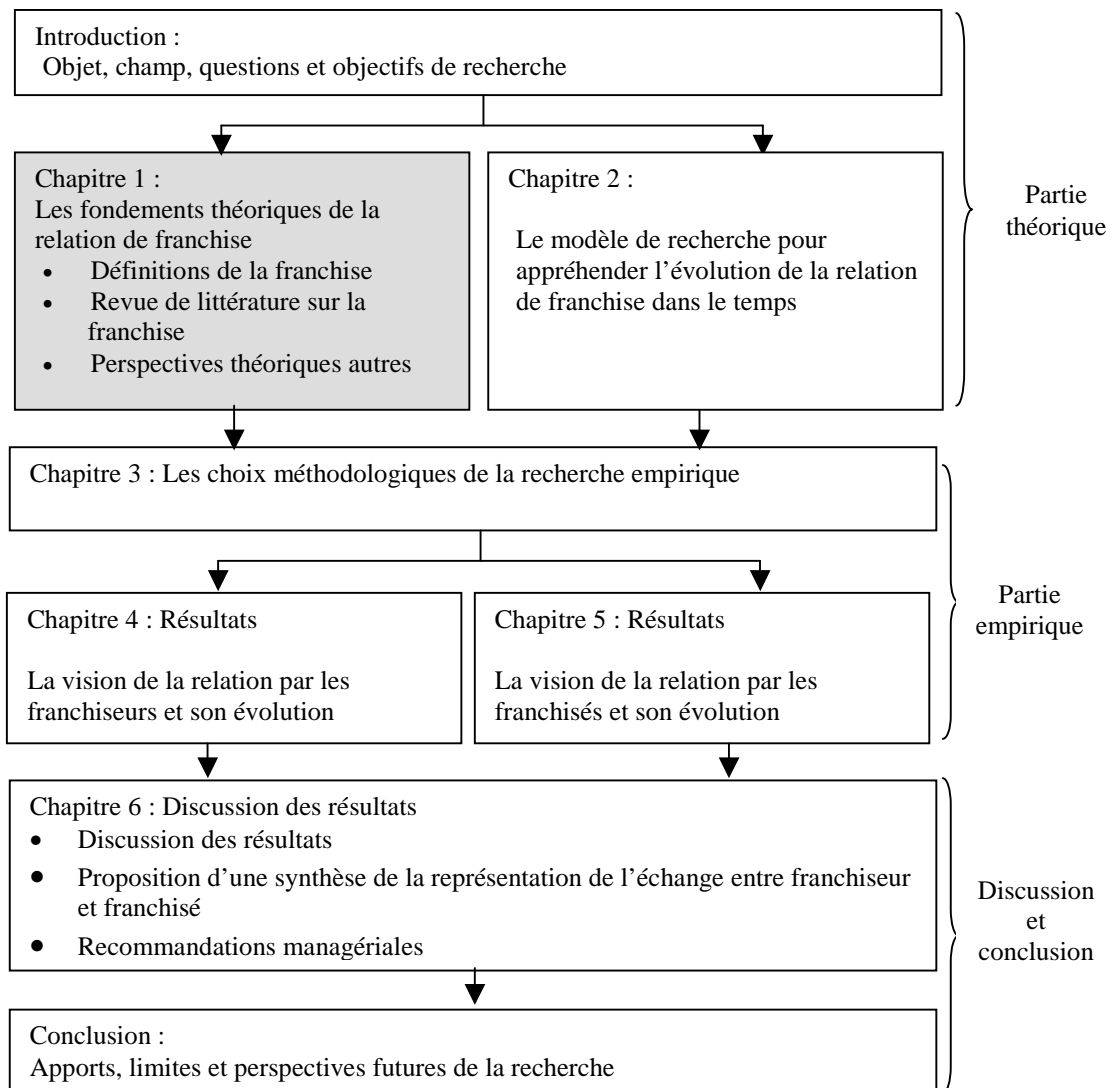 Introduction :
Objet, champ, questions et objectifs de recherche
Chapitre 1 :
Les fondements théoriques de la
relation de franchise
• Définitions de la franchise
• Revue de littérature sur la
franchise
• Perspectives théoriques autres
Chapitre 2 :
Le modèle de recherche pour
appréhender l’évolution de la relation
de franchise dans le temps
Partie
théorique
Chapitre 3 : Les choix méthodologiques de la recherche empirique
Chapitre 4 : Résultats
La vision de la relation par les
franchiseurs et son évolution
Chapitre 5 : Résultats
La vision de la relation par les
franchisés et son évolution
Partie
empirique
Chapitre 6 : Discussion des résultats
• Discussion des résultats
• Proposition d’une synthèse de la représentation de l’échange entre franchiseur
et franchisé
• Recommandations managériales
Discussion
et
conclusion
Conclusion :
Apports, limites et perspectives futures de la recherche